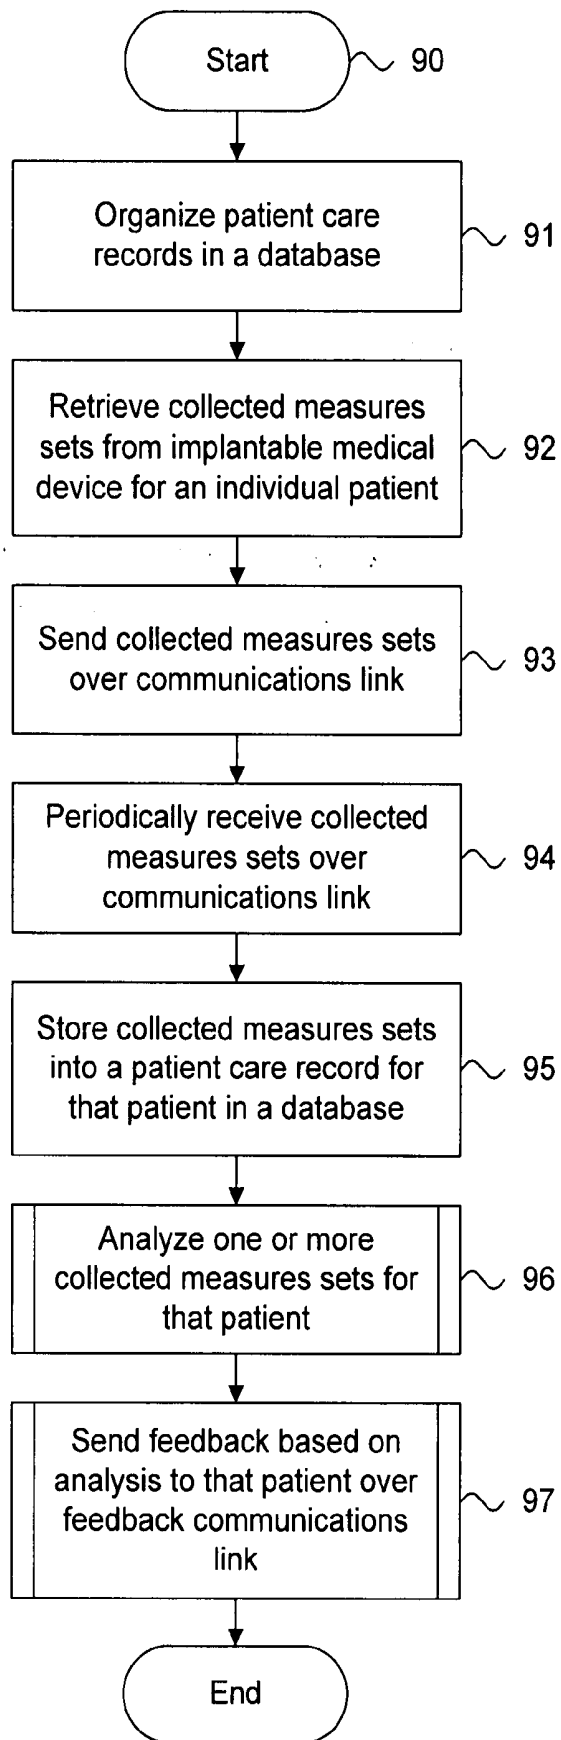 Start
90
Organize patient care
records in a database
91
Retrieve collected measures
sets from implantable medical
device for an individual patient
92
Send collected measures sets
over communications link
93
Periodically receive collected
measures sets over
communications link
94
Store collected measures sets
into a patient care record for
that patient in a database
95
Analyze one or more
collected measures sets for
that patient
96
Send feedback based on
analysis to that patient over
feedback communications
link
97
End